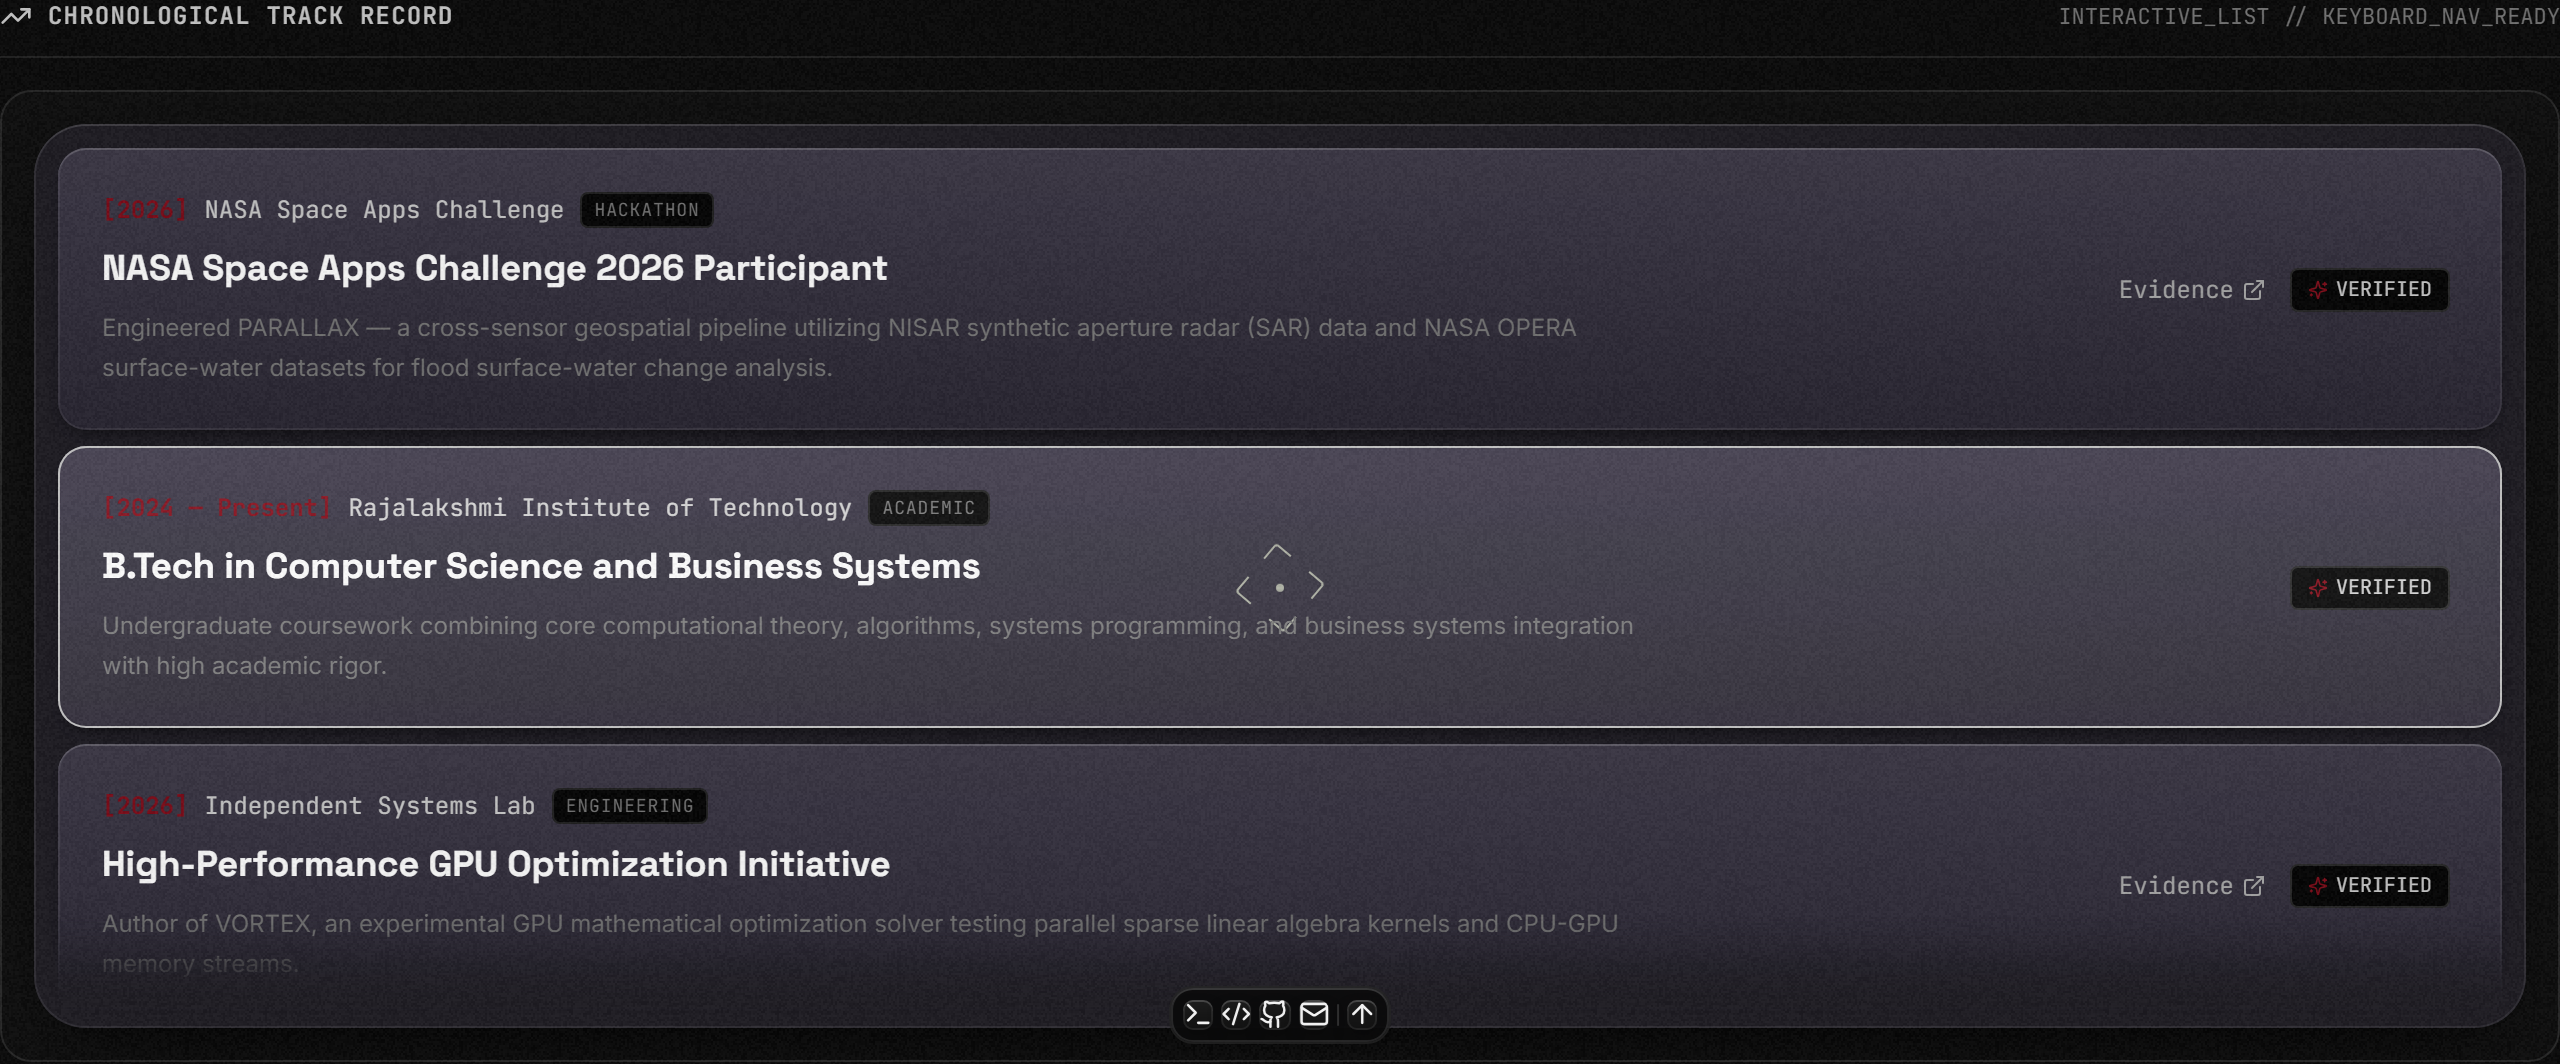 CHRONOLOGICAL TRACK RECORD
INTERACTIVE_LIST // KEYBOARD_NAV_READY
[2026] NASA Space Apps Challenge HACKATHON
NASA Space Apps Challenge 2026 Participant
Engineered PARALLAX — a cross-sensor geospatial pipeline utilizing NISAR synthetic aperture radar (SAR) data and NASA OPERA
surface-water datasets for flood surface-water change analysis.
Evidence VERIFIED
[2024 — Present] Rajalakshmi Institute of Technology ACADEMIC
B.Tech in Computer Science and Business Systems
Undergraduate coursework combining core computational theory, algorithms, systems programming, and business systems integration
with high academic rigor.
VERIFIED
[2026] Independent Systems Lab ENGINEERING
High-Performance GPU Optimization Initiative
Author of VORTEX, an experimental GPU mathematical optimization solver testing parallel sparse linear algebra kernels and CPU-GPU
memory streams.
Evidence VERIFIED